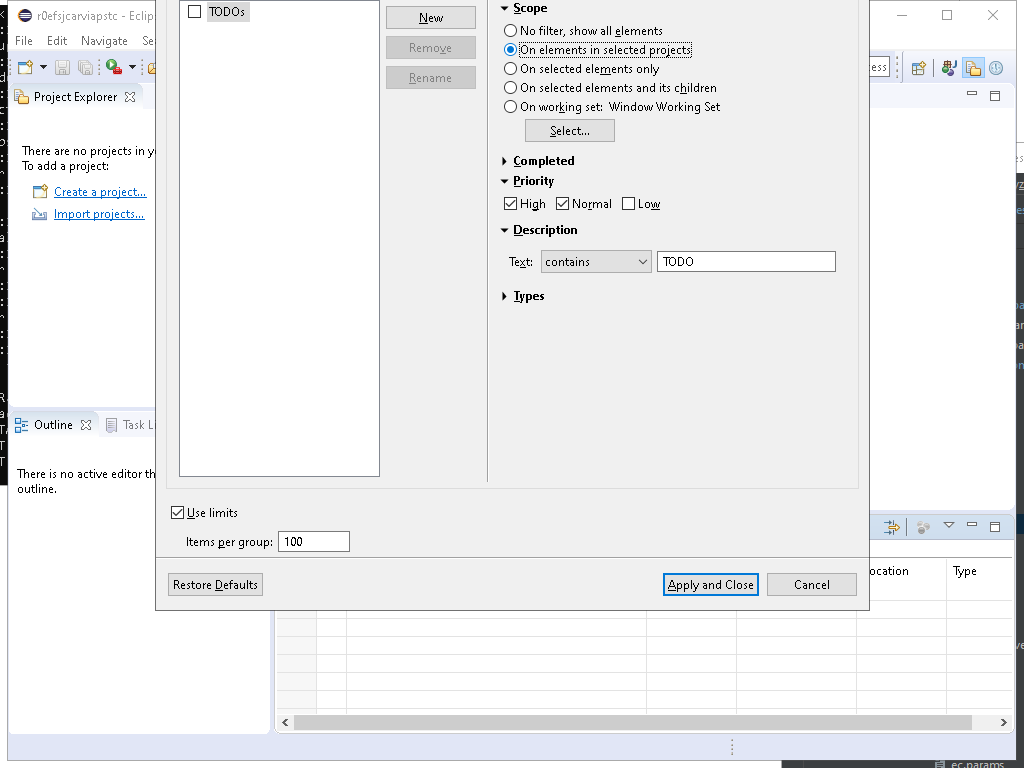 r0efsjcarviapstc - Eclip
File Edit Navigate Se
Project Explorer
There are no projects in y
To add a project:
Create a project...
Import projects...
Outline Task Li
There is no active editor th
outline.
TODOs
New
Remove
Rename
Scope
No filter, show all elements
On elements in selected projects
On selected elements only
On selected elements and its children
On working set: Window Working Set
Select...
Completed
Priority
High Normal Low
Description
Text: contains TODO
Types
Use limits
Items per group: 100
Restore Defaults Apply and Close Cancel
ess
ocation Type
ec.params